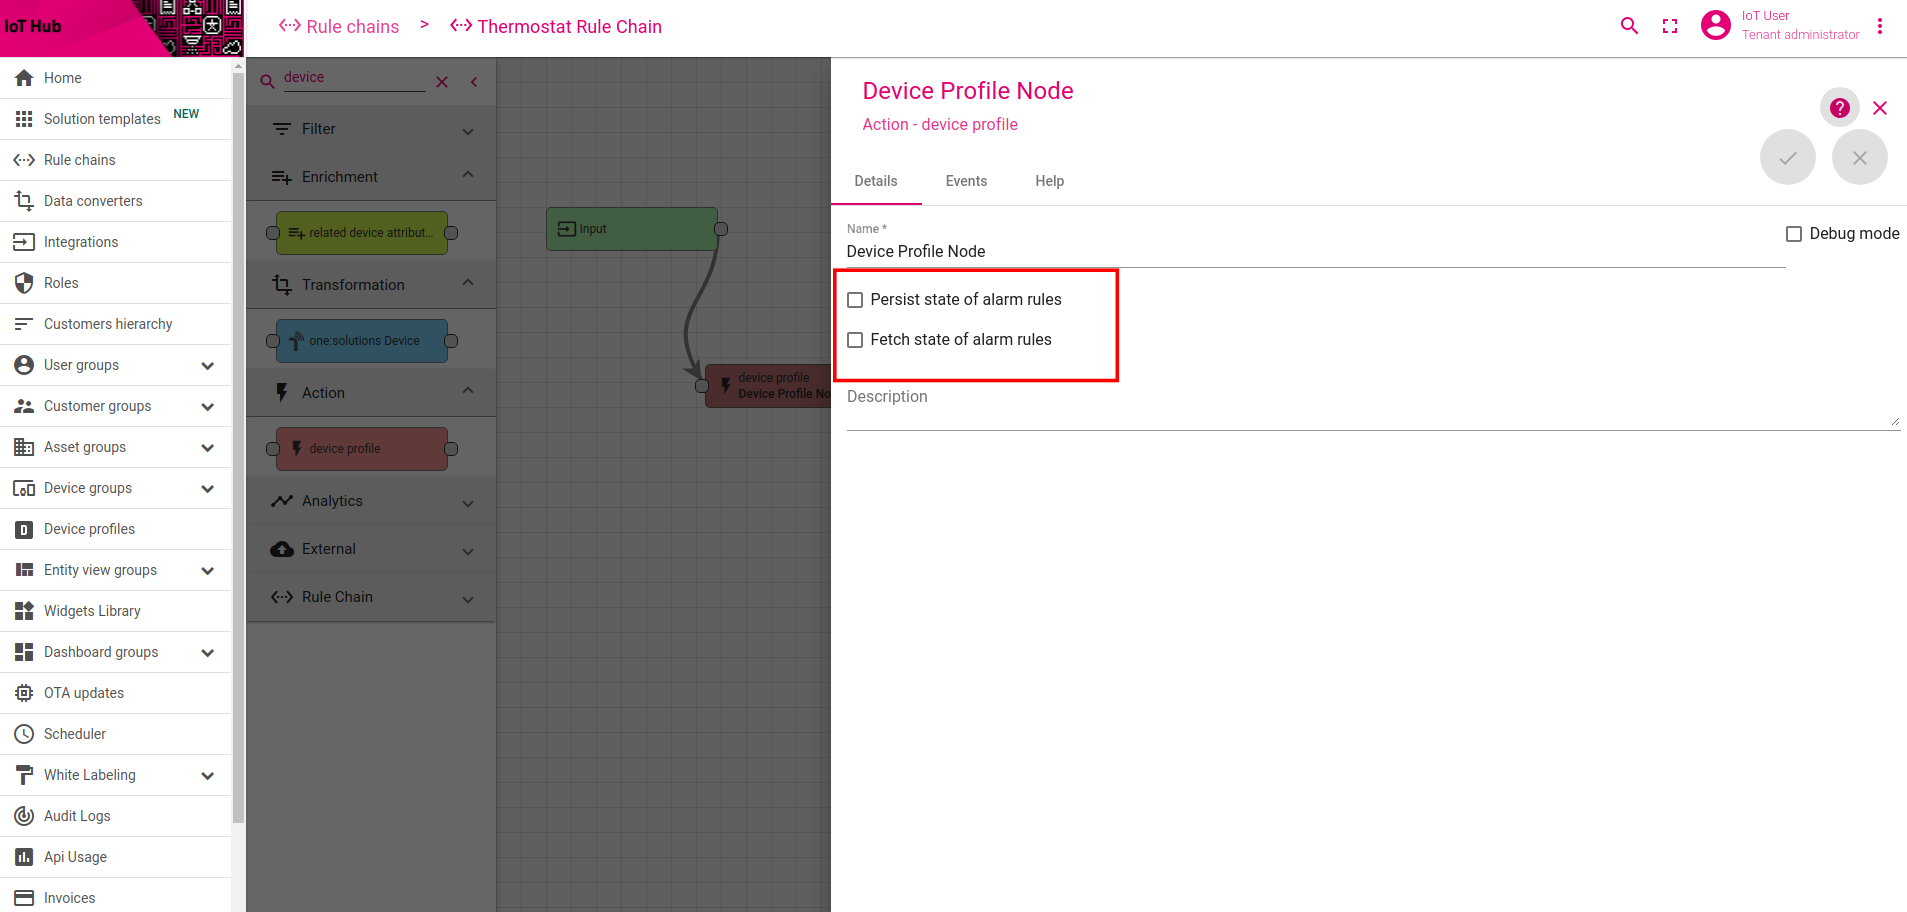 IoT Hub
Rule chains > Thermostat Rule Chain
IoT User
Tenant administrator
Home
Solution templates NEW
Rule chains
Data converters
Integrations
Roles
Customers hierarchy
User groups
Customer groups
Asset groups
Device groups
Device profiles
Entity view groups
Widgets Library
Dashboard groups
OTA updates
Scheduler
White Labeling
Audit Logs
Api Usage
Invoices
device
Filter
Enrichment
related device attribut...
Transformation
one:solutions Device
Action
device profile
Analytics
External
Rule Chain
Input
device profile
Device Profile No
Device Profile Node
Action - device profile
Details Events Help
Name *
Device Profile Node
Debug mode
Persist state of alarm rules
Fetch state of alarm rules
Description